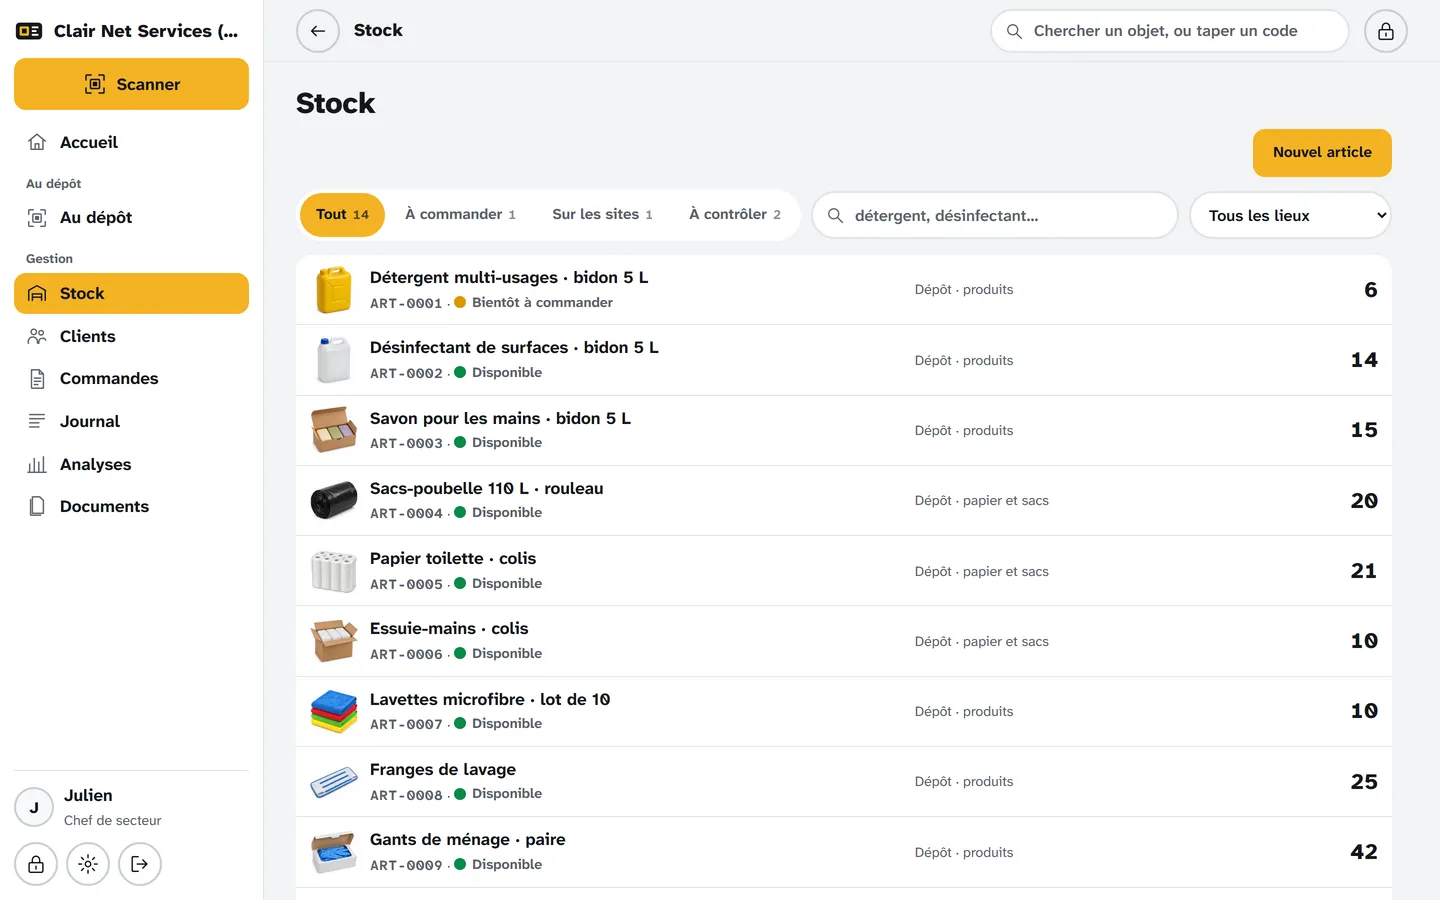 Clair Net Services (...
Scanner
Accueil
Au dépôt
Au dépôt
Gestion
Stock
Clients
Commandes
Journal
Analyses
Documents
J
Julien
Chef de secteur
Stock
Chercher un objet, ou taper un code
Stock
Nouvel article
Tout 14
À commander 1
Sur les sites 1
À contrôler 2
détergent, désinfectant...
Tous les lieux
Détergent multi-usages · bidon 5 L
ART-0001 · Bientôt à commander
Dépôt · produits
6
Désinfectant de surfaces · bidon 5 L
ART-0002 · Disponible
Dépôt · produits
14
Savon pour les mains · bidon 5 L
ART-0003 · Disponible
Dépôt · produits
15
Sacs-poubelle 110 L · rouleau
ART-0004 · Disponible
Dépôt · papier et sacs
20
Papier toilette · colis
ART-0005 · Disponible
Dépôt · papier et sacs
21
Essuie-mains · colis
ART-0006 · Disponible
Dépôt · papier et sacs
10
Lavettes microfibre · lot de 10
ART-0007 · Disponible
Dépôt · produits
10
Franges de lavage
ART-0008 · Disponible
Dépôt · produits
25
Gants de ménage · paire
ART-0009 · Disponible
Dépôt · produits
42